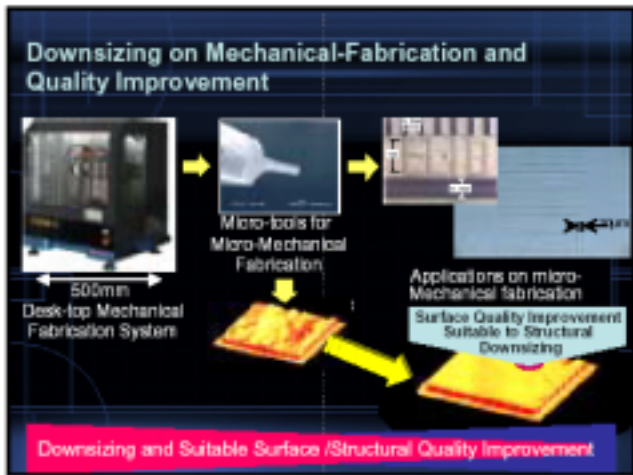 Downsizing on Mechanical-Fabrication and
Quality Improvement
Micro-tools for
Micro-Mechanical
Fabrication
500mm
Desk-top Mechanical
Fabrication System
Applications on micro-
Mechanical fabrication
Surface Quality Improvement
Suitable to Structural
Downsizing
Downsizing and Suitable Surface /Structural Quality Improvement